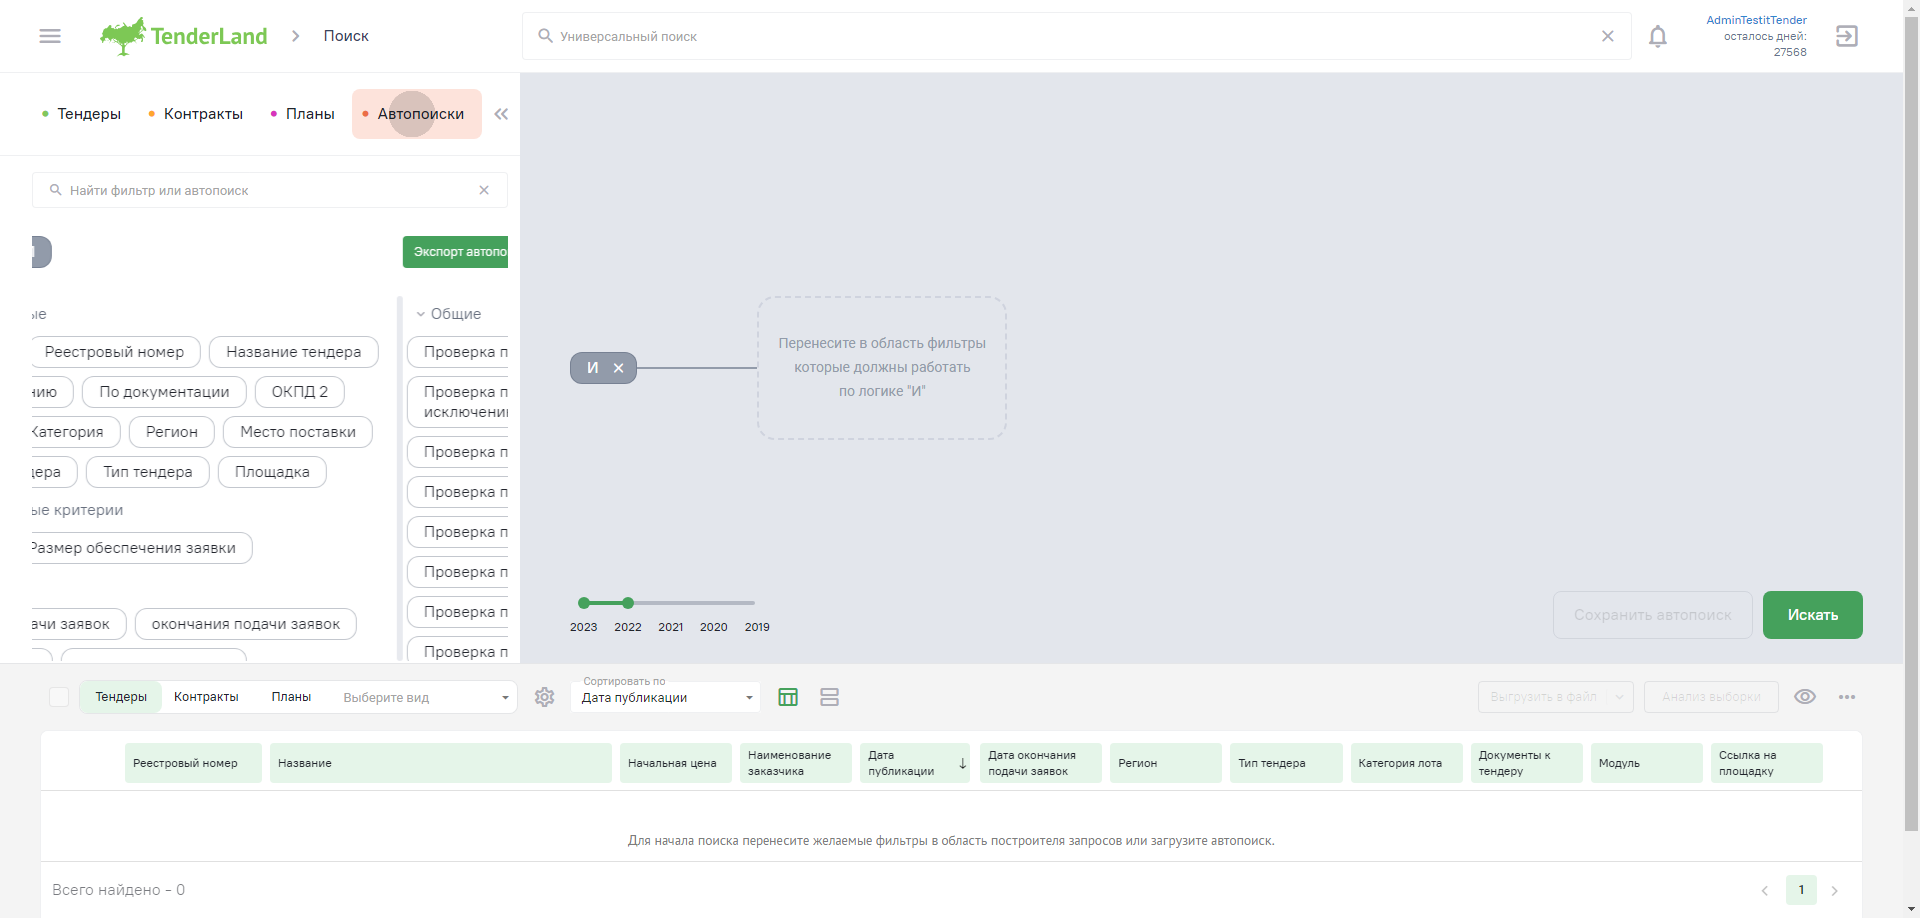 TenderLand
Поиск
Универсальный поиск
AdminTestitTender
осталось дней:
27568
Тендеры
Контракты
Планы
Автопоиски
Найти фильтр или автопоиск
Экспорт автопо
ые
Общие
Реестровый номер
Название тендера
Проверка п
нию
По документации
ОКПД 2
Проверка п
исключени
Категория
Регион
Место поставки
Проверка п
дера
Тип тендера
Площадка
Проверка п
ые критерии
Проверка п
Размер обеспечения заявки
Проверка п
ачи заявок
окончания подачи заявок
Проверка п
Проверка п
И
Перенесите в область фильтры
которые должны работать
по логике "И"
2023
2022
2021
2020
2019
Сохранить автопоиск
Искать
Тендеры
Контракты
Планы
Выберите вид
Сортировать по
Дата публикации
Выгрузить в файл
Анализ выборки
Реестровый номер
Название
Начальная цена
Наименование
заказчика
Дата
публикации
Дата окончания
подачи заявок
Регион
Тип тендера
Категория лота
Документы к
тендеру
Модуль
Ссылка на
площадку
Для начала поиска перенесите желаемые фильтры в область построителя запросов или загрузите автопоиск.
Всего найдено - 0
1